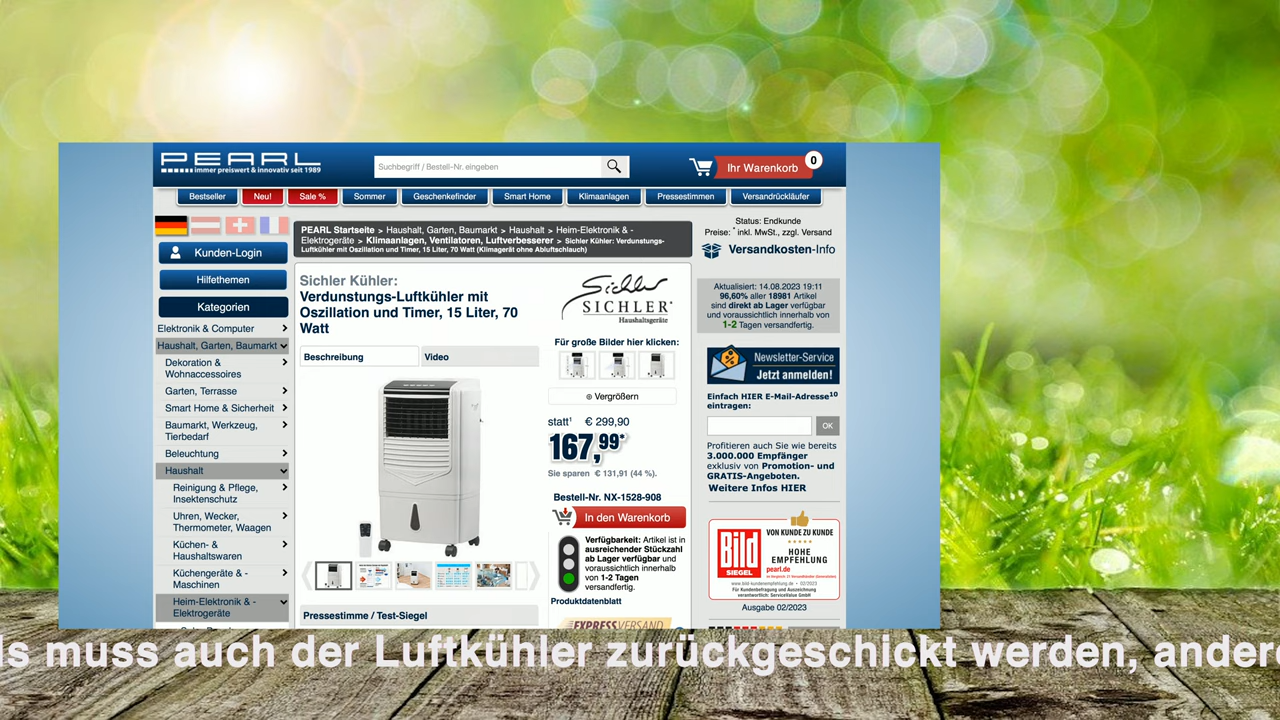 PEARL
immer preiswert & innovativ seit 1989
Suchbegriff / Bestell-Nr. eingeben
Ihr Warenkorb
0
Bestseller
Neu!
Sale %
Sommer
Geschenkefinder
Smart Home
Klimaanlagen
Pressestimmen
Versandrückläufer
Kunden-Login
Hilfethemen
Kategorien
Elektronik & Computer
Haushalt, Garten, Baumarkt
Dekoration &
Wohnaccessoires
Garten, Terrasse
Smart Home & Sicherheit
Baumarkt, Werkzeug,
Tierbedarf
Beleuchtung
Haushalt
Reinigung & Pflege,
Insektenschutz
Uhren, Wecker,
Thermometer, Waagen
Küchen- &
Haushaltswaren
Küchengeräte & -
Maschinen
Heim-Elektronik & -
Elektrogeräte
PEARL Startseite > Haushalt, Garten, Baumarkt > Haushalt > Heim-Elektronik & -
Elektrogeräte > Klimaanlagen, Ventilatoren, Luftverbesserer > Sichler Kühler: Verdunstungs-
Luftkühler mit Oszillation und Timer, 15 Liter, 70 Watt (Klimagerät ohne Abluftschlauch)
Sichler Kühler:
Verdunstungs-Luftkühler mit
Oszillation und Timer, 15 Liter, 70
Watt
Beschreibung
Video
Pressestimme / Test-Siegel
Sichler
SICHLER®
Haushaltsgeräte
Für große Bilder hier klicken:
Vergrößern
statt¹ € 299,90
167,99*
Sie sparen € 131,91 (44 %).
Bestell-Nr. NX-1528-908
In den Warenkorb
Verfügbarkeit: Artikel ist in
ausreichender Stückzahl
ab Lager verfügbar und
voraussichtlich innerhalb
von 1-2 Tagen
versandfertig.
Produktdatenblatt
EXPRESSVERSAND
Status: Endkunde
Preise: * inkl. MwSt., zzgl. Versand
Versandkosten-Info
Aktualisiert: 14.08.2023 19:11
96,60% aller 18981 Artikel
sind direkt ab Lager verfügbar
und voraussichtlich innerhalb von
1-2 Tagen versandfertig.
Newsletter-Service
Jetzt anmelden!
Einfach HIER E-Mail-Adresse¹⁰
eintragen:
OK
Profitieren auch Sie wie bereits
3.000.000 Empfänger
exklusiv von Promotion- und
GRATIS-Angeboten.
Weitere Infos HIER
Bild
SIEGEL
VON KUNDE ZU KUNDE
HOHE
EMPFEHLUNG
pearl.de
Ausgabe 02/2023
ls muss auch der Luftkühler zurückgeschickt werden, andere